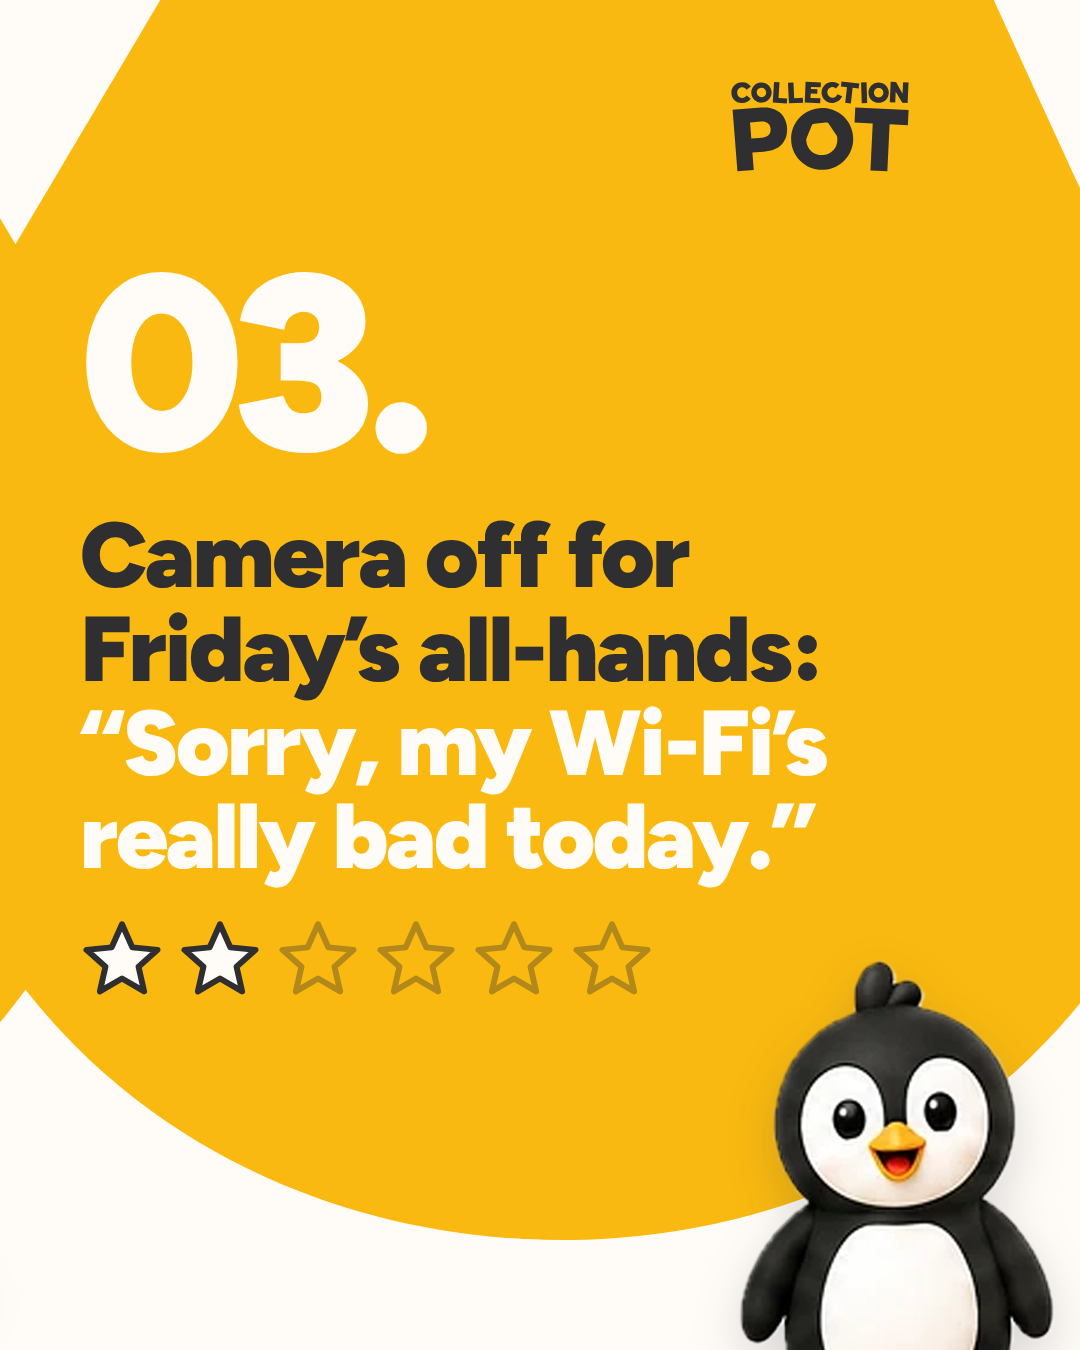 COLLECTION
POT
03.
Camera off for
Friday’s all-hands:
“Sorry, my Wi-Fi’s
really bad today.”